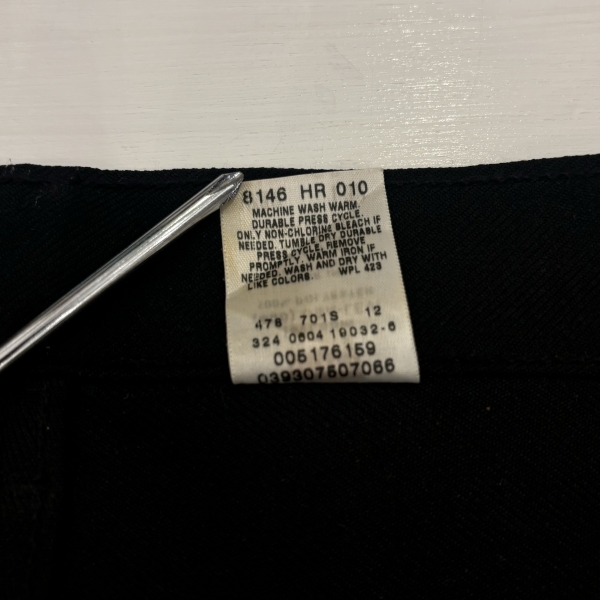 8146 HR 010
MACHINE WASH WARM,
DURABLE PRESS CYCLE.
ONLY NON-CHLORINE BLEACH IF
NEEDED. TUMBLE DRY DURABLE
PRESS CYCLE. REMOVE
PROMPTLY. WARM IRON IF
NEEDED. WASH AND DRY WITH
LIKE COLORS. WPL 423
478 701S 12
324 0604 19032-6
005176159
039307507066